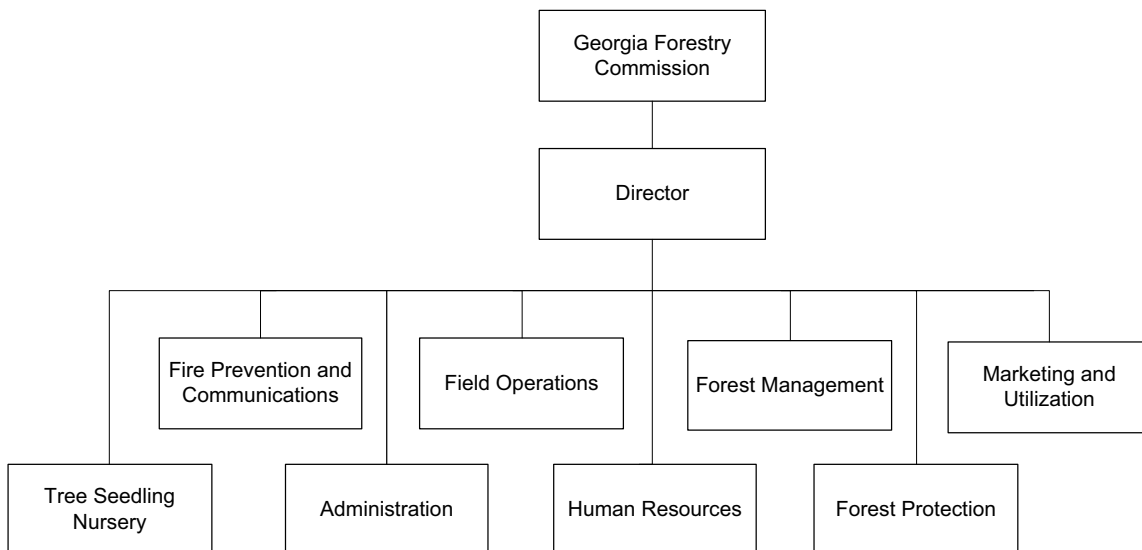 Georgia Forestry
Commission
Director
Fire Prevention and
Communications
Field Operations
Forest Management
Marketing and
Utilization
Tree Seedling
Nursery
Administration
Human Resources
Forest Protection